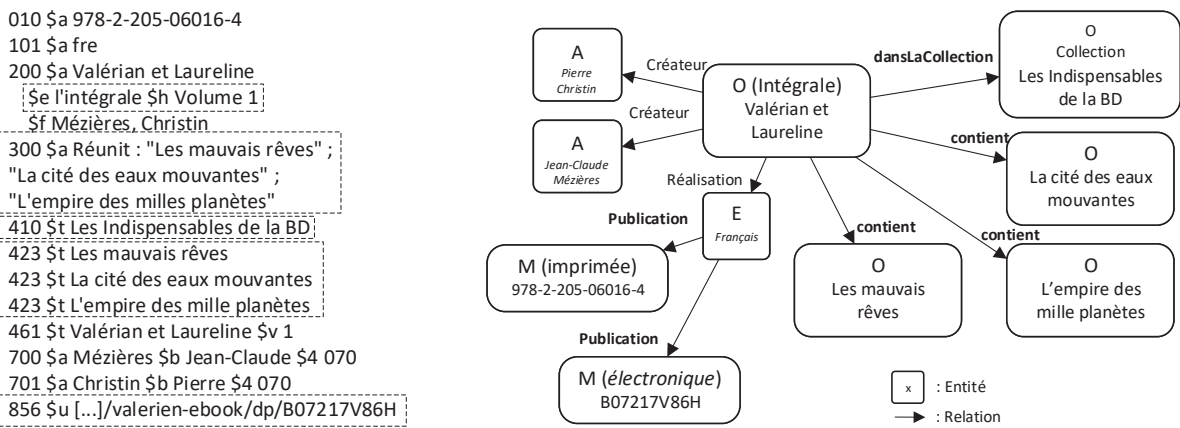 010 $a 978-2-205-06016-4
101 $a fre
200 $a Valérian et Laureline
$e l'intégrale $h Volume 1
$f Mézières, Christin
300 $a Réunit : "Les mauvais rêves" ;
"La cité des eaux mouvantes" ;
"L'empire des milles planètes"
410 $t Les Indispensables de la BD
423 $t Les mauvais rêves
423 $t La cité des eaux mouvantes
423 $t L'empire des mille planètes
461 $t Valérian et Laureline $v 1
700 $a Mézières $b Jean-Claude $4 070
701 $a Christin $b Pierre $4 070
856 $u [...]/valerien-ebook/dp/B07217V86H
A
Pierre
Christin
Créateur
A
Jean-Claude
Mézières
Créateur
O (Intégrale)
Valérian et
Laureline
dansLaCollection
O
Collection
Les Indispensables
de la BD
contient
O
La cité des eaux
mouvantes
contient
O
L’empire des
mille planètes
contient
O
Les mauvais
rêves
Réalisation
E
Français
Publication
M (imprimée)
978-2-205-06016-4
Publication
M (électronique)
B07217V86H
x : Entité
: Relation